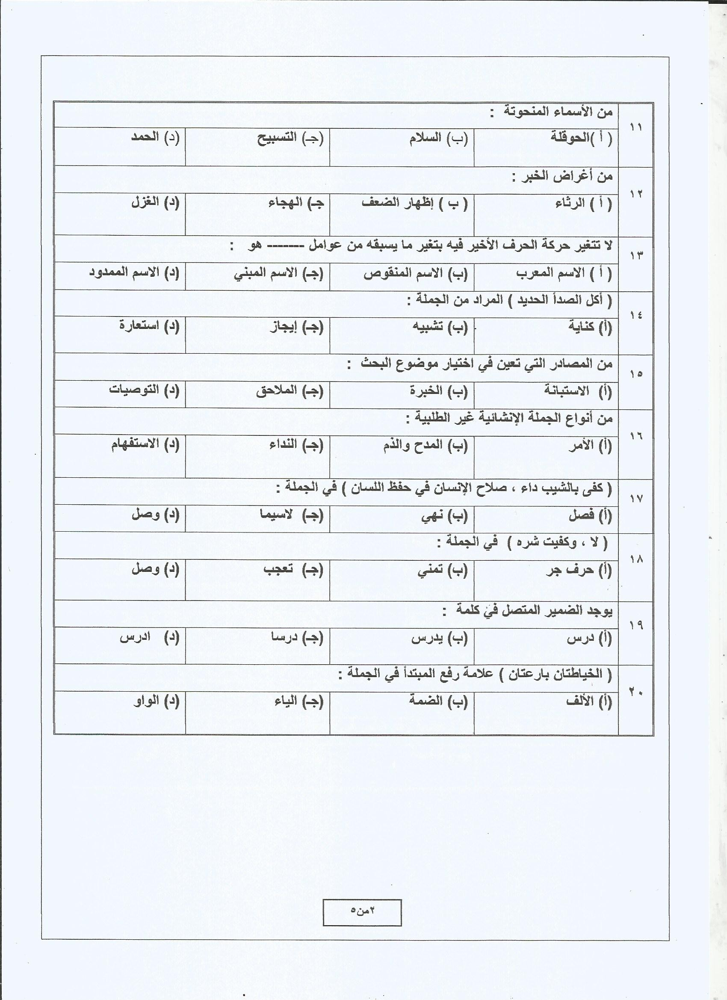 ١١
من الأسماء المنحوتة :
( أ )الحوقلة (ب) السلام (جـ) التسبيح (د) الحمد
١٢
من أغراض الخبر :
( أ ) الرثاء ( ب ) إظهار الضعف جـ) الهجاء (د) الغزل
١٣
لا تتغير حركة الحرف الأخير فيه بتغير ما يسبقه من عوامل ------- هو :
( أ ) الاسم المعرب (ب) الاسم المنقوص (جـ) الاسم المبني (د) الاسم الممدود
١٤
( أكل الصدأ الحديد ) المراد من الجملة :
(أ) كناية (ب) تشبيه (جـ) إيجاز (د) استعارة
١٥
من المصادر التي تعين في اختيار موضوع البحث :
(أ) الاستبانة (ب) الخبرة (جـ) الملاحق (د) التوصيات
١٦
من أنواع الجملة الإنشائية غير الطلبية :
(أ) الأمر (ب) المدح والذم (جـ) النداء (د) الاستفهام
١٧
( كفى بالشيب داء ، صلاح الإنسان في حفظ اللسان ) في الجملة :
(أ) فصل (ب) نهي (جـ) لاسيما (د) وصل
١٨
( لا ، وكفيت شره ) في الجملة :
(أ) حرف جر (ب) تمني (جـ) تعجب (د) وصل
١٩
يوجد الضمير المتصل في كلمة :
(أ) درس (ب) يدرس (جـ) درسا (د) ادرس
٢٠
( الخياطتان بارعتان ) علامة رفع المبتدأ في الجملة :
(أ) الألف (ب) الضمة (جـ) الياء (د) الواو
٢من٥